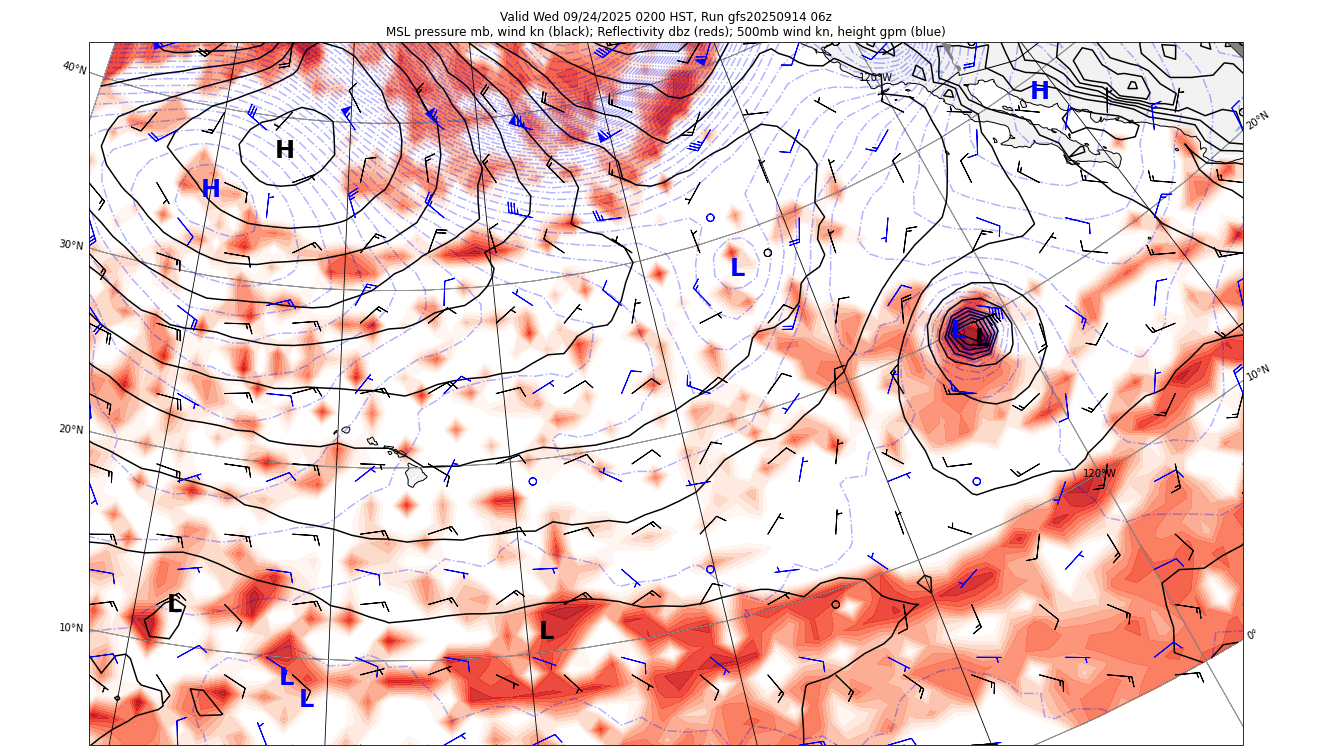 Valid Wed 09/24/2025 0200 HST, Run gfs20250914 06z
MSL pressure mb, wind kn (black); Reflectivity dbz (reds); 500mb wind kn, height gpm (blue)
40°N
120°W
H
20°N
H
H
30°N
L
L
L
10°N
20°N
120°W
L
10°N
L
0°
L
L